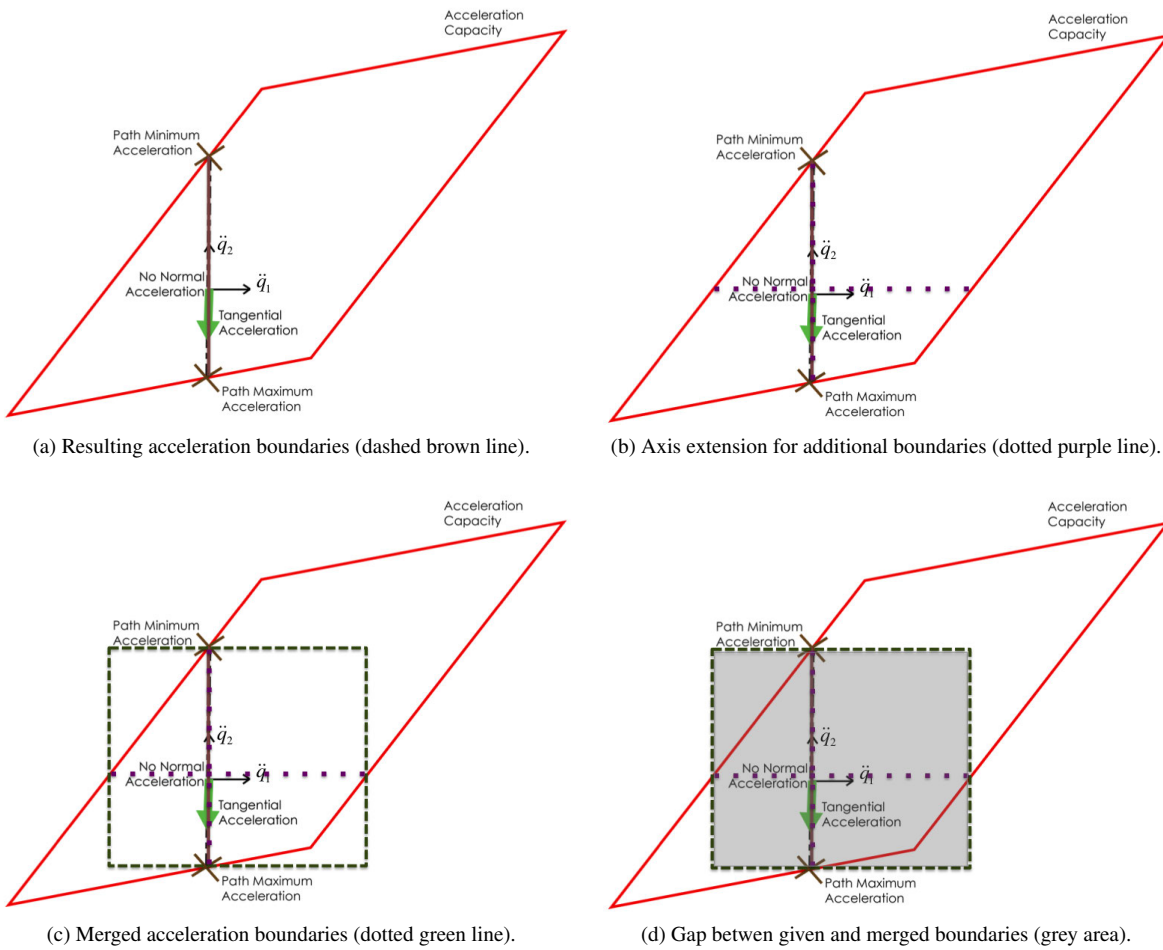 Acceleration
Capacity
Path Minimum
Acceleration
q̈₂
No Normal
Acceleration
q̈₁
Tangential
Acceleration
Path Maximum
Acceleration
(a) Resulting acceleration boundaries (dashed brown line).
Acceleration
Capacity
Path Minimum
Acceleration
q̈₂
No Normal
Acceleration
q̈₁
Tangential
Acceleration
Path Maximum
Acceleration
(b) Axis extension for additional boundaries (dotted purple line).
Acceleration
Capacity
Path Minimum
Acceleration
q̈₂
No Normal
Acceleration
q̈₁
Tangential
Acceleration
Path Maximum
Acceleration
(c) Merged acceleration boundaries (dotted green line).
Acceleration
Capacity
Path Minimum
Acceleration
q̈₂
No Normal
Acceleration
q̈₁
Tangential
Acceleration
Path Maximum
Acceleration
(d) Gap betwen given and merged boundaries (grey area).